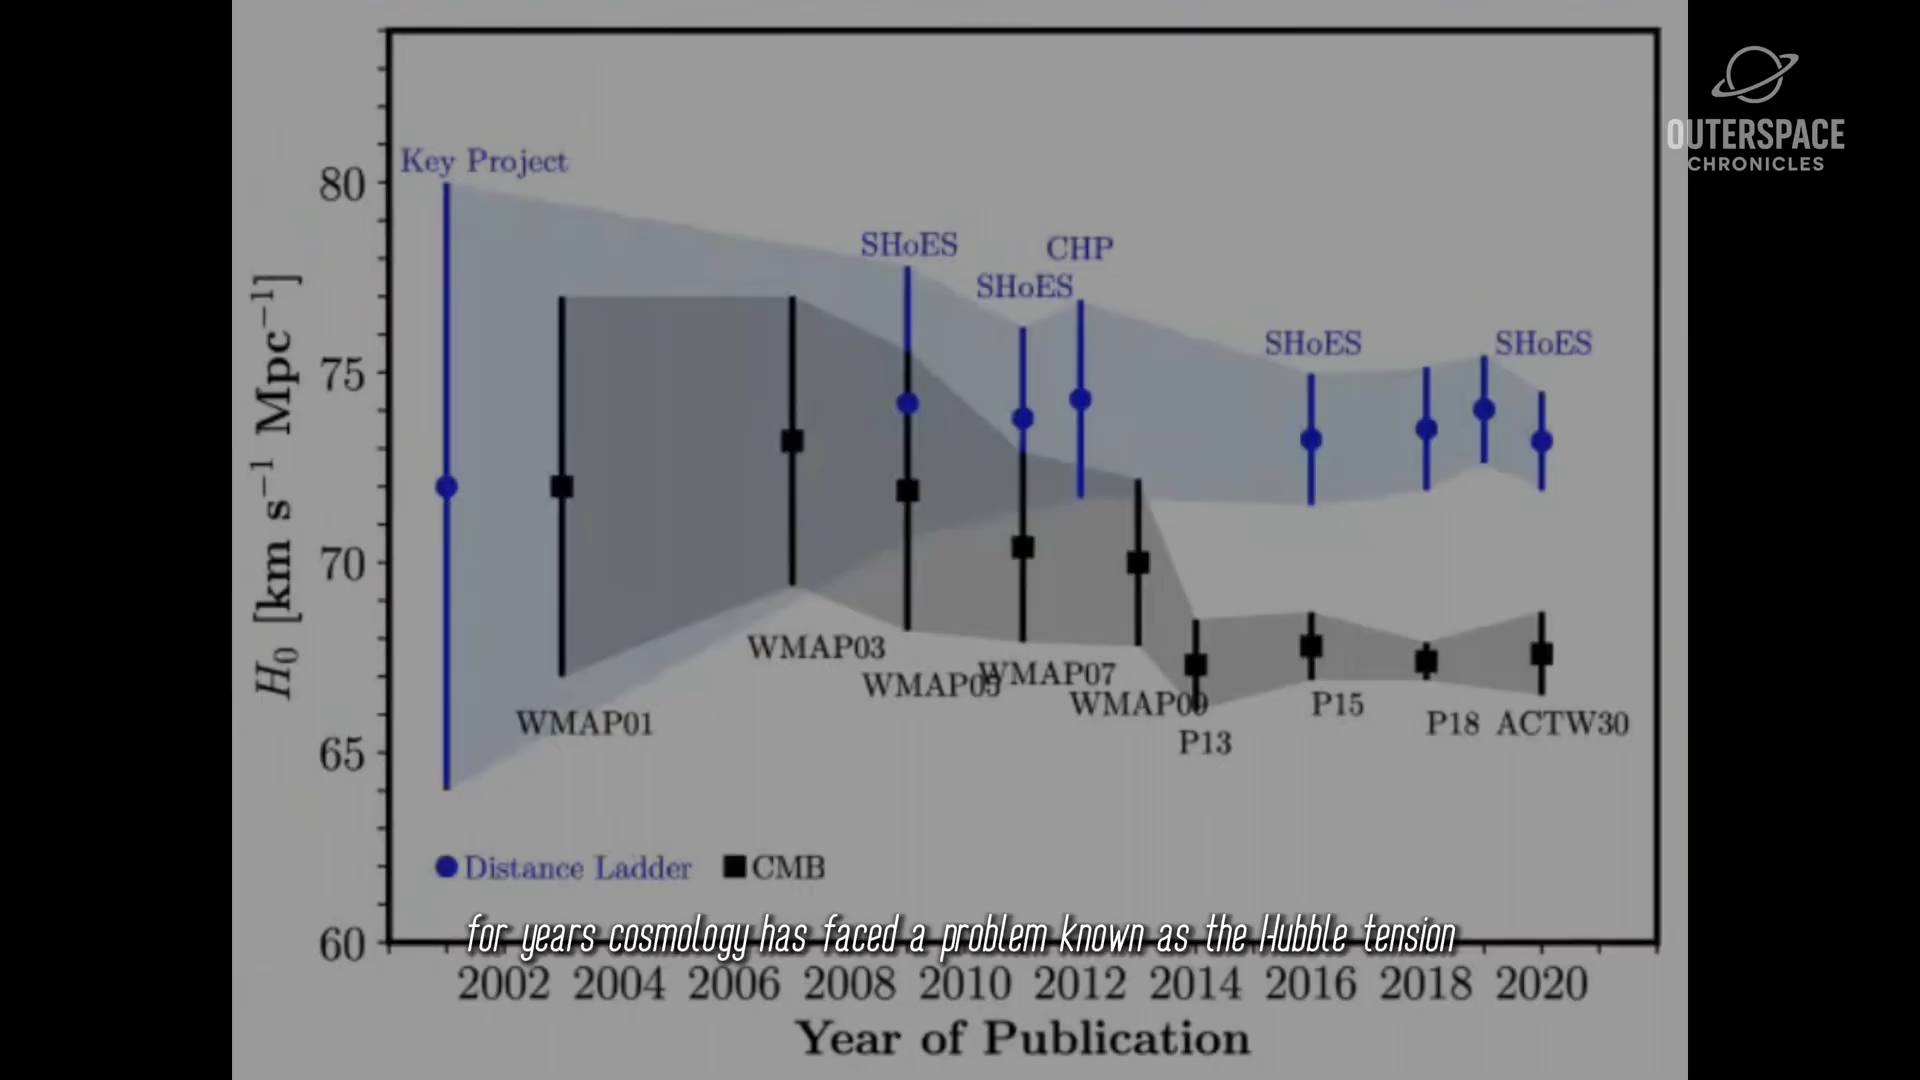 OUTERSPACE
CHRONICLES
Key Project
80
SHoES
CHP
SHoES
SHoES
SHoES
75
H0 [km s−1 Mpc−1]
70
WMAP03
WMAP05
WMAP07
WMAP09
P15
WMAP01
P18
ACTW30
P13
65
Distance Ladder
CMB
for years cosmology has faced a problem known as the Hubble tension
60
2002 2004 2006 2008 2010 2012 2014 2016 2018 2020
Year of Publication